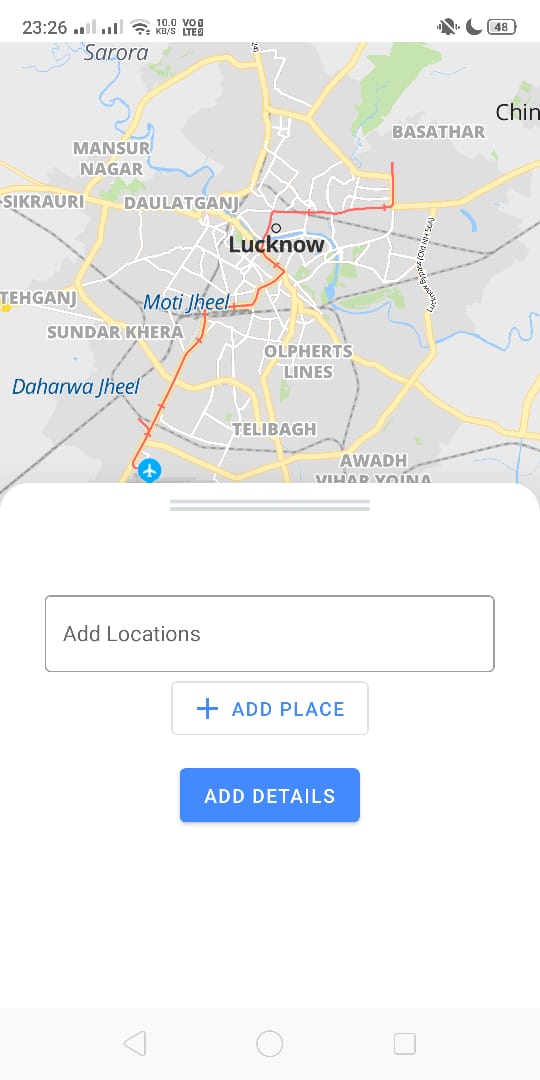 23:26
10.0
KB/S
VO
LTE
48
Sarora
Chin
BASATHAR
MANSUR
NAGAR
SIKRAURI
DAULATGANJ
Lucknow
TEHGANJ
Moti Jheel
SUNDAR KHERA
OLPHERTS
LINES
Daharwa Jheel
TELIBAGH
AWADH
VIHAR YOJNA
Add Locations
+ ADD PLACE
ADD DETAILS